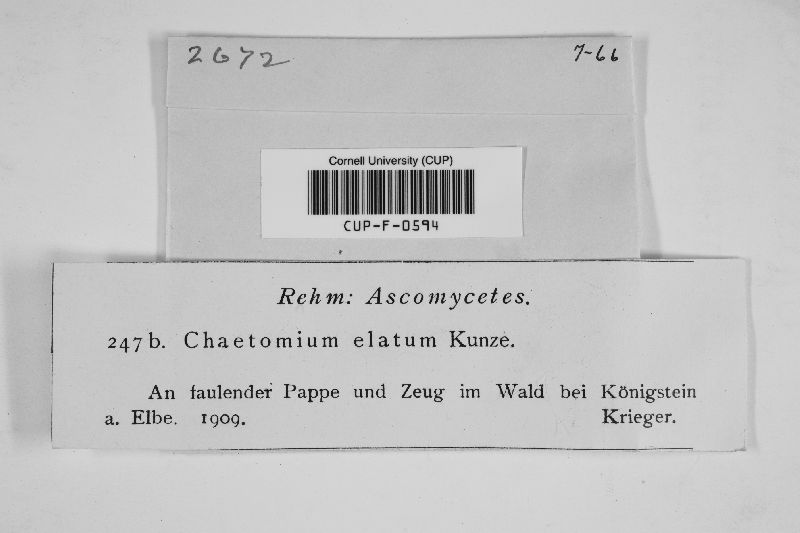 2672
7-66
Cornell University (CUP)
CUP-F-0594
Rehm: Ascomycetes.
247b. Chaetomium elatum Kunze.
An faulender Pappe und Zeug im Wald bei Königstein
a. Elbe. 1909. Krieger.